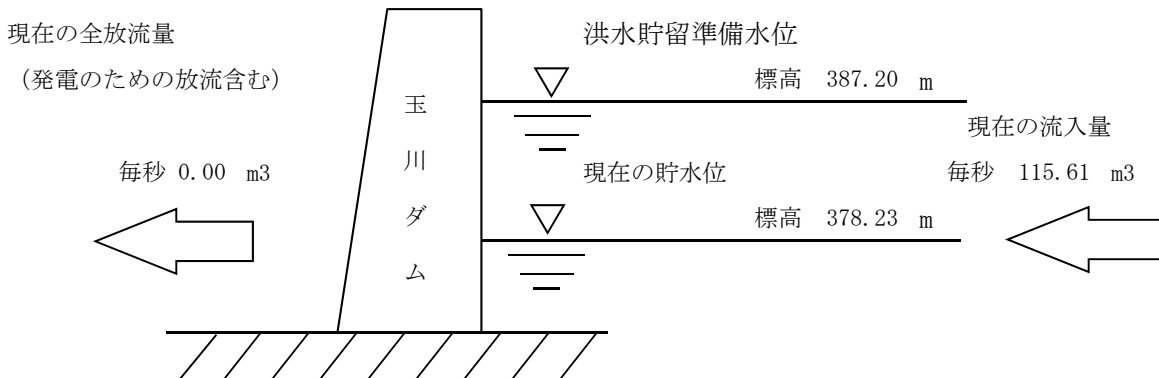 現在の全放流量
（発電のための放流含む）
毎秒 0.00 m3
玉川ダム
洪水貯留準備水位
標高 387.20 m
現在の貯水位
標高 378.23 m
現在の流入量
毎秒 115.61 m3